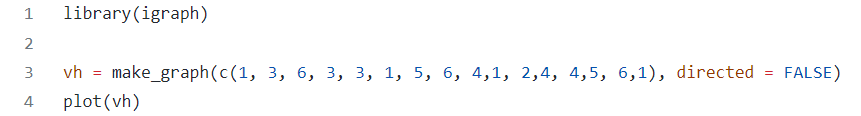 1 library(igraph)
2
3 vh = make_graph(c(1, 3, 6, 3, 3, 1, 5, 6, 4,1, 2,4, 4,5, 6,1), directed = FALSE)
4 plot(vh)